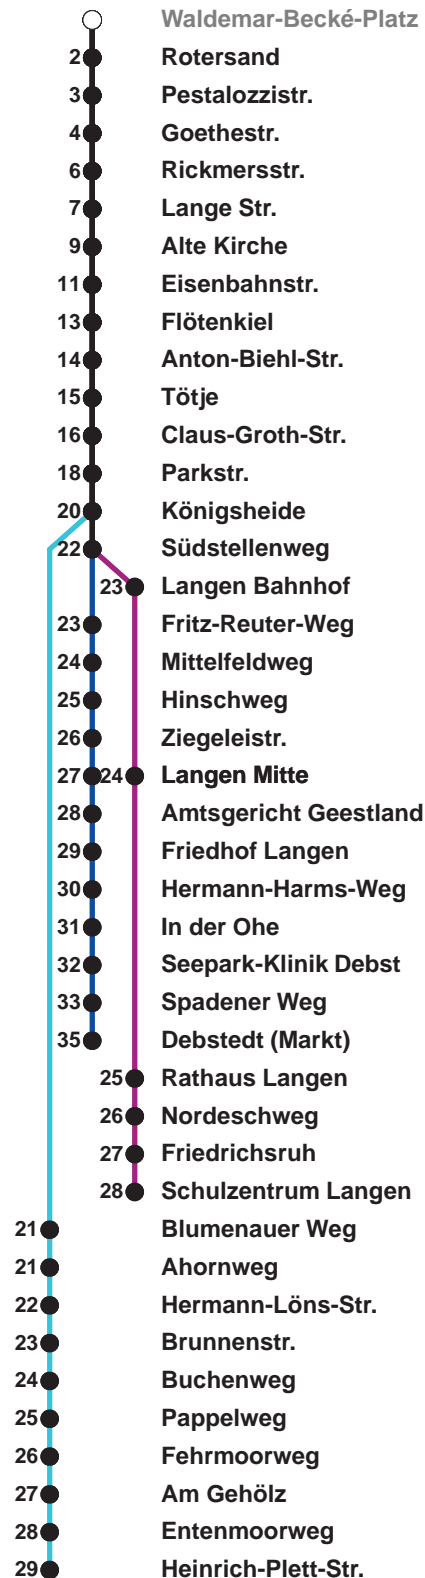 Waldemar-Becké-Platz
2 Rotersand
3 Pestalozzistr.
4 Goethestr.
6 Rickmersstr.
7 Lange Str.
9 Alte Kirche
11 Eisenbahnstr.
13 Flötenkiel
14 Anton-Biehl-Str.
15 Tötje
16 Claus-Groth-Str.
18 Parkstr.
20 Königsheide
22 Südstellenweg
23 Langen Bahnhof
23 Fritz-Reuter-Weg
24 Mittelfeldweg
25 Hinschweg
26 Ziegeleistr.
27 24 Langen Mitte
28 Amtsgericht Geestland
29 Friedhof Langen
30 Hermann-Harms-Weg
31 In der Ohe
32 Seepark-Klinik Debst
33 Spadener Weg
35 Debstedt (Markt)
25 Rathaus Langen
26 Nordeschweg
27 Friedrichsruh
28 Schulzentrum Langen
21 Blumenauer Weg
21 Ahornweg
22 Hermann-Löns-Str.
23 Brunnenstr.
24 Buchenweg
25 Pappelweg
26 Fehrmoorweg
27 Am Gehölz
28 Entenmoorweg
29 Heinrich-Plett-Str.